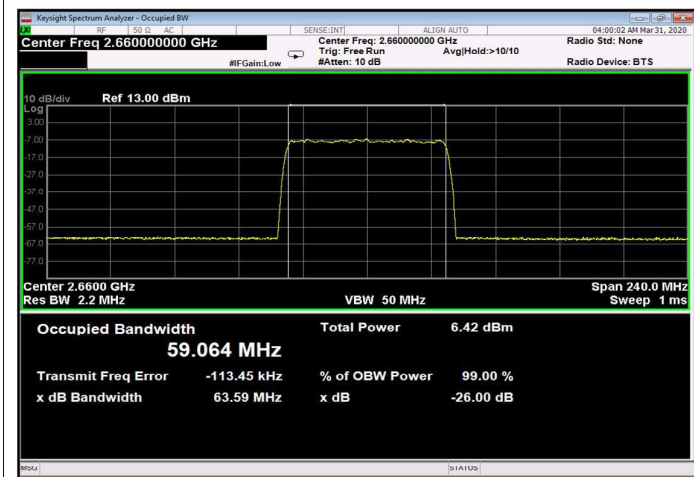 Keysight Spectrum Analyzer - Occupied BW
RF 50 Ω AC SENSE:INT ALIGN AUTO 04:00:02 AM Mar 31, 2020
Center Freq 2.660000000 GHz Center Freq: 2.660000000 GHz Radio Std: None
Trig: Free Run Avg|Hold:>10/10
#IFGain:Low #Atten: 10 dB Radio Device: BTS
10 dB/div Ref 13.00 dBm
Log
3.00
-7.00
-17.0
-27.0
-37.0
-47.0
-57.0
-67.0
-77.0
Center 2.6600 GHz Span 240.0 MHz
Res BW 2.2 MHz VBW 50 MHz Sweep 1 ms
Occupied Bandwidth Total Power 6.42 dBm
59.064 MHz
Transmit Freq Error -113.45 kHz % of OBW Power 99.00 %
x dB Bandwidth 63.59 MHz x dB -26.00 dB
MSG STATUS